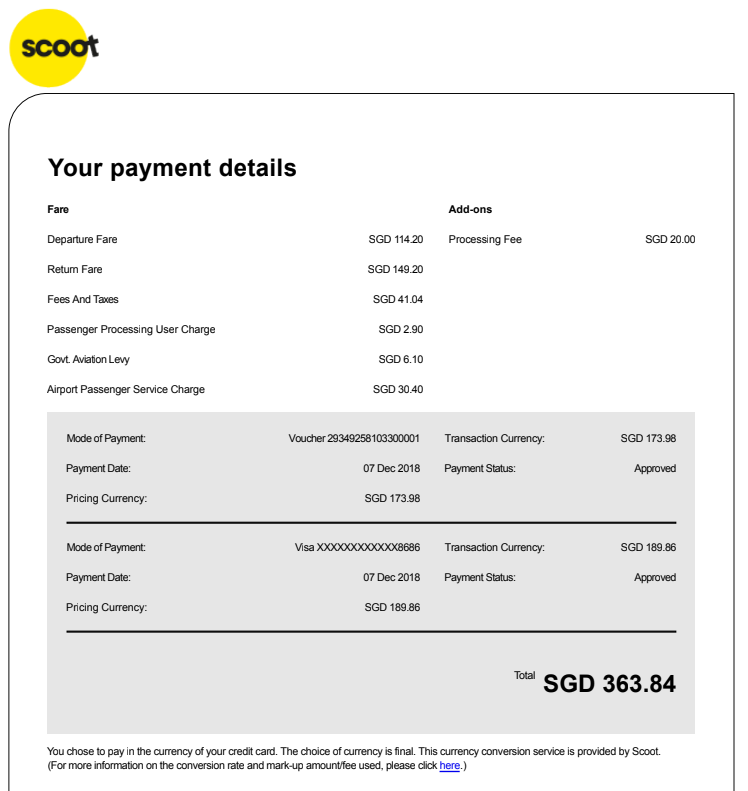 scoot
Your payment details
Fare Add-ons
Departure Fare SGD 114.20 Processing Fee SGD 20.00
Return Fare SGD 149.20
Fees And Taxes SGD 41.04
Passenger Processing User Charge SGD 2.90
Govt. Aviation Levy SGD 6.10
Airport Passenger Service Charge SGD 30.40
Mode of Payment: Voucher 29349258103300001 Transaction Currency: SGD 173.98
Payment Date: 07 Dec 2018 Payment Status: Approved
Pricing Currency: SGD 173.98
Mode of Payment: Visa XXXXXXXXXXXX8686 Transaction Currency: SGD 189.86
Payment Date: 07 Dec 2018 Payment Status: Approved
Pricing Currency: SGD 189.86
Total SGD 363.84
You chose to pay in the currency of your credit card. The choice of currency is final. This currency conversion service is provided by Scoot.
(For more information on the conversion rate and mark-up amount/fee used, please click here.)